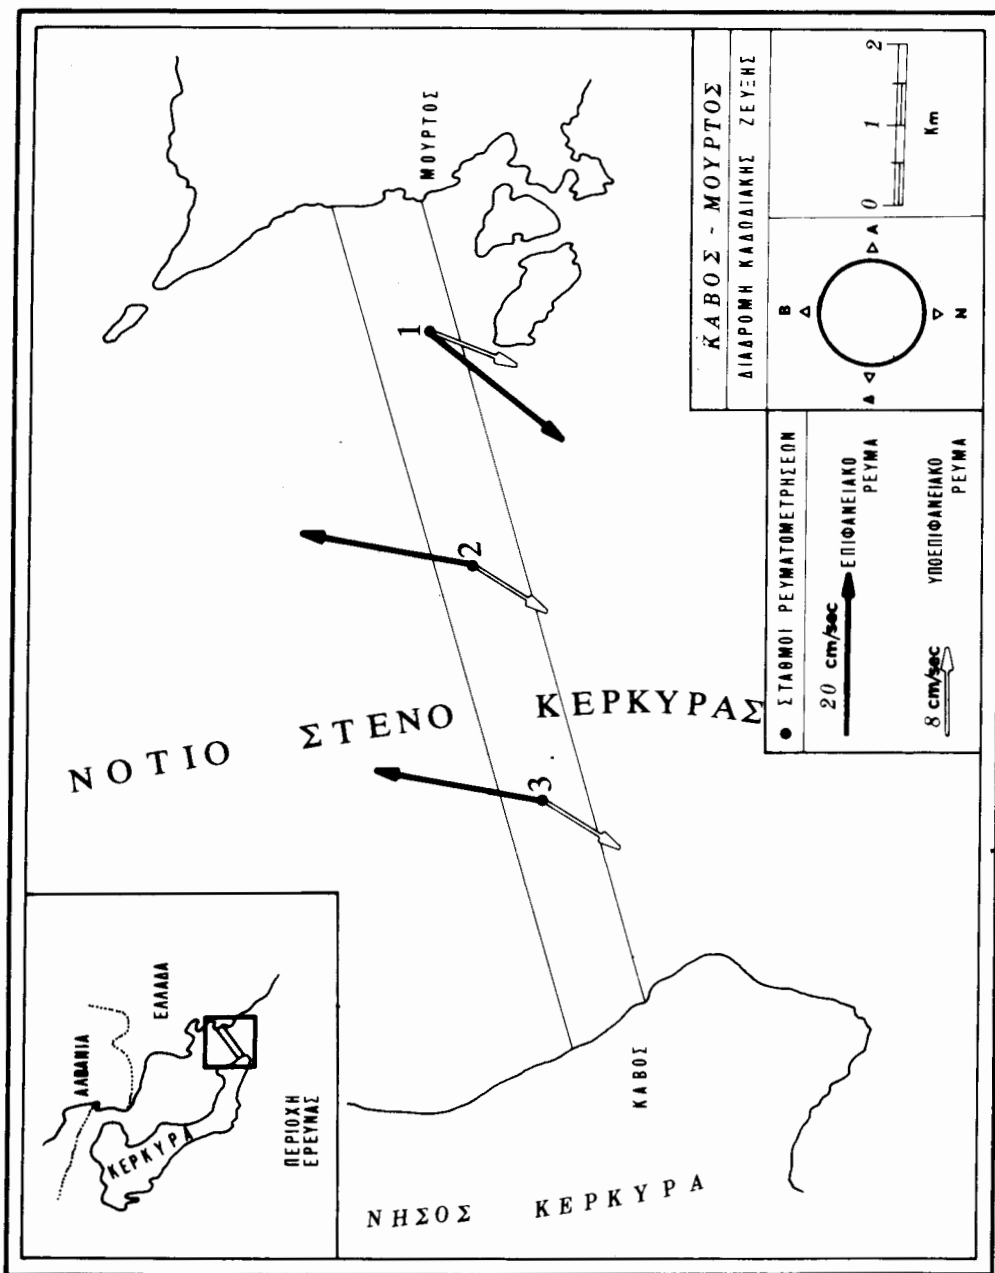 ΑΛΒΑΝΙΑ
ΕΛΛΑΔΑ
ΚΕΡΚΥΡΑ
ΠΕΡΙΟΧΗ
ΕΡΕΥΝΑΣ
ΝΟΤΙΟ ΣΤΕΝΟ ΚΕΡΚΥΡΑΣ
ΜΟΥΡΤΟΣ
1
2
3
ΚΑΒΟΣ
ΝΗΣΟΣ ΚΕΡΚΥΡΑ
● ΣΤΑΘΜΟΙ ΡΕΥΜΑΤΟΜΕΤΡΗΣΕΩΝ
20 cm/sec
ΕΠΙΦΑΝΕΙΑΚΟ
ΡΕΥΜΑ
8 cm/sec
ΥΠΟΕΠΙΦΑΝΕΙΑΚΟ
ΡΕΥΜΑ
ΚΑΒΟΣ - ΜΟΥΡΤΟΣ
ΔΙΑΔΡΟΜΗ ΚΑΛΩΔΙΑΚΗΣ ΖΕΥΞΗΣ
Β
Δ
Α
Ν
0 1 2
Km